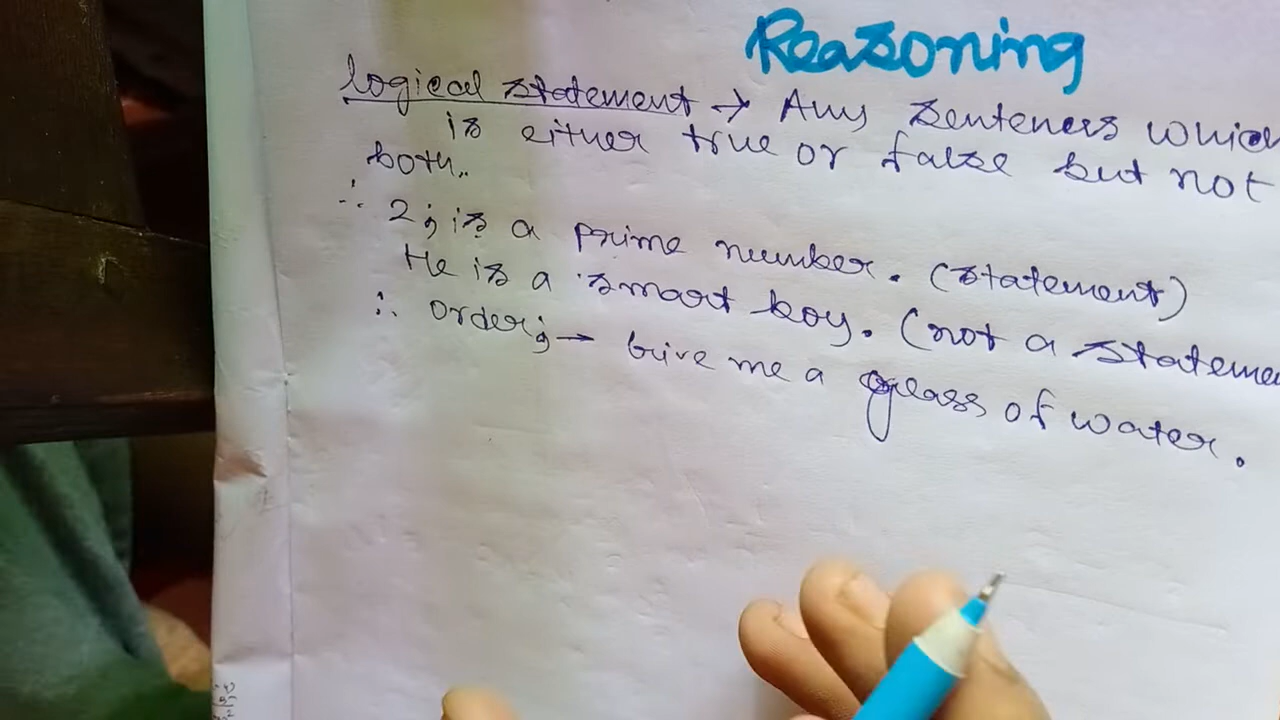 Reasoning
logical statement → Any sentences which
is either true or false but not
both..
∴ 2; is a prime number. (statement)
He is a smart boy. (not a stateme
∴ order; → Give me a glass of water.